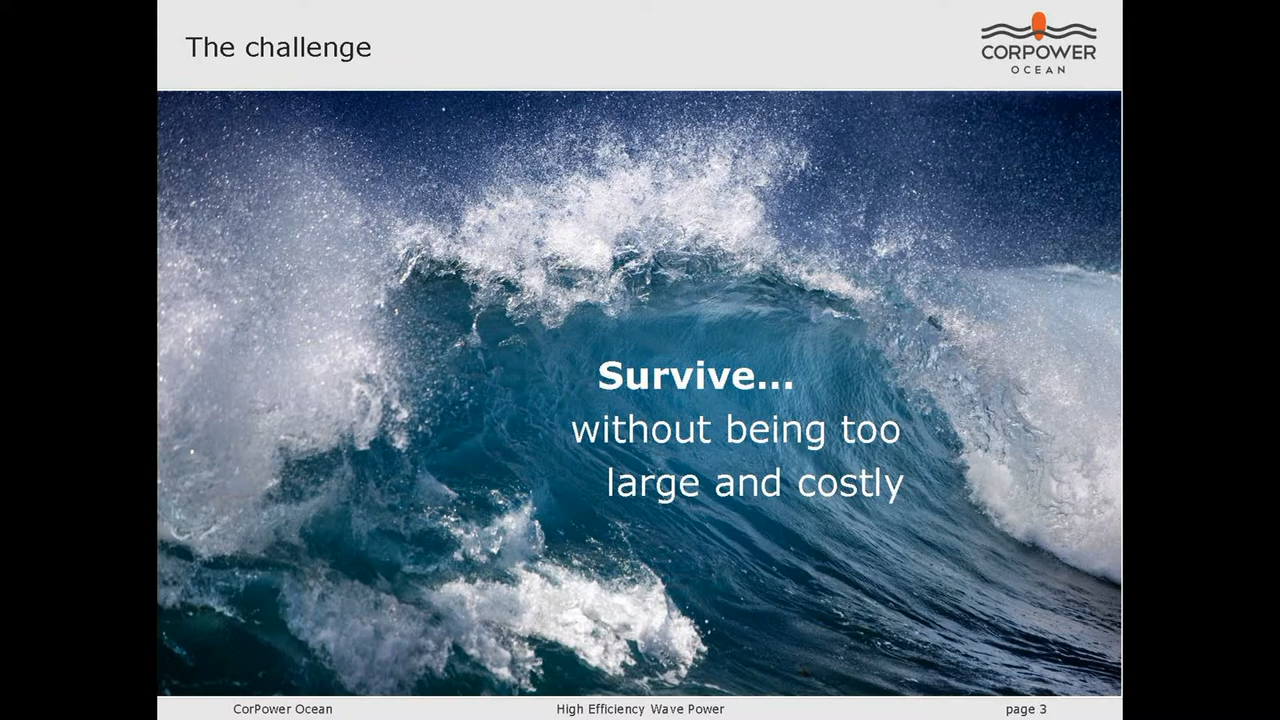 The challenge
CORPOWER
OCEAN
Survive...
without being too
large and costly
CorPower Ocean
High Efficiency Wave Power
page 3